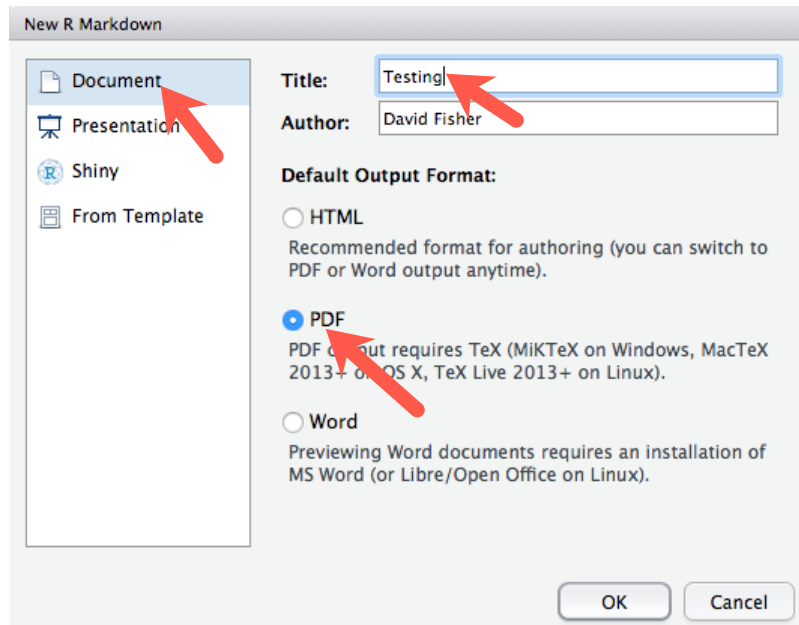 New R Markdown
Document
Presentation
Shiny
From Template
Title:
Testing
Author:
David Fisher
Default Output Format:
HTML
Recommended format for authoring (you can switch to
PDF or Word output anytime).
PDF
PDF output requires TeX (MiKTeX on Windows, MacTeX
2013+ on OS X, TeX Live 2013+ on Linux).
Word
Previewing Word documents requires an installation of
MS Word (or Libre/Open Office on Linux).
OK
Cancel